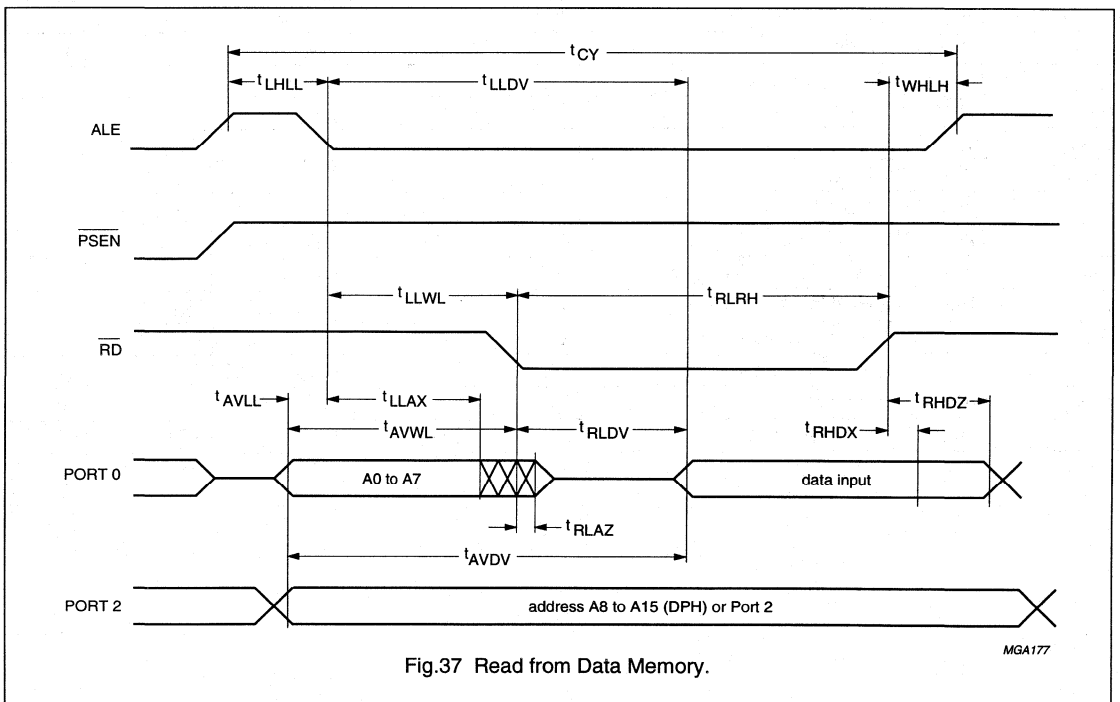 tCY
tLHLL
tLLDV
tWHLH
ALE
PSEN
tLLWL
tRLRH
RD
tAVLL
tLLAX
tRHDZ
tAVWL
tRLDV
tRHDX
PORT 0
A0 to A7
data input
tRLAZ
tAVDV
PORT 2
address A8 to A15 (DPH) or Port 2
MGA177
Fig.37 Read from Data Memory.